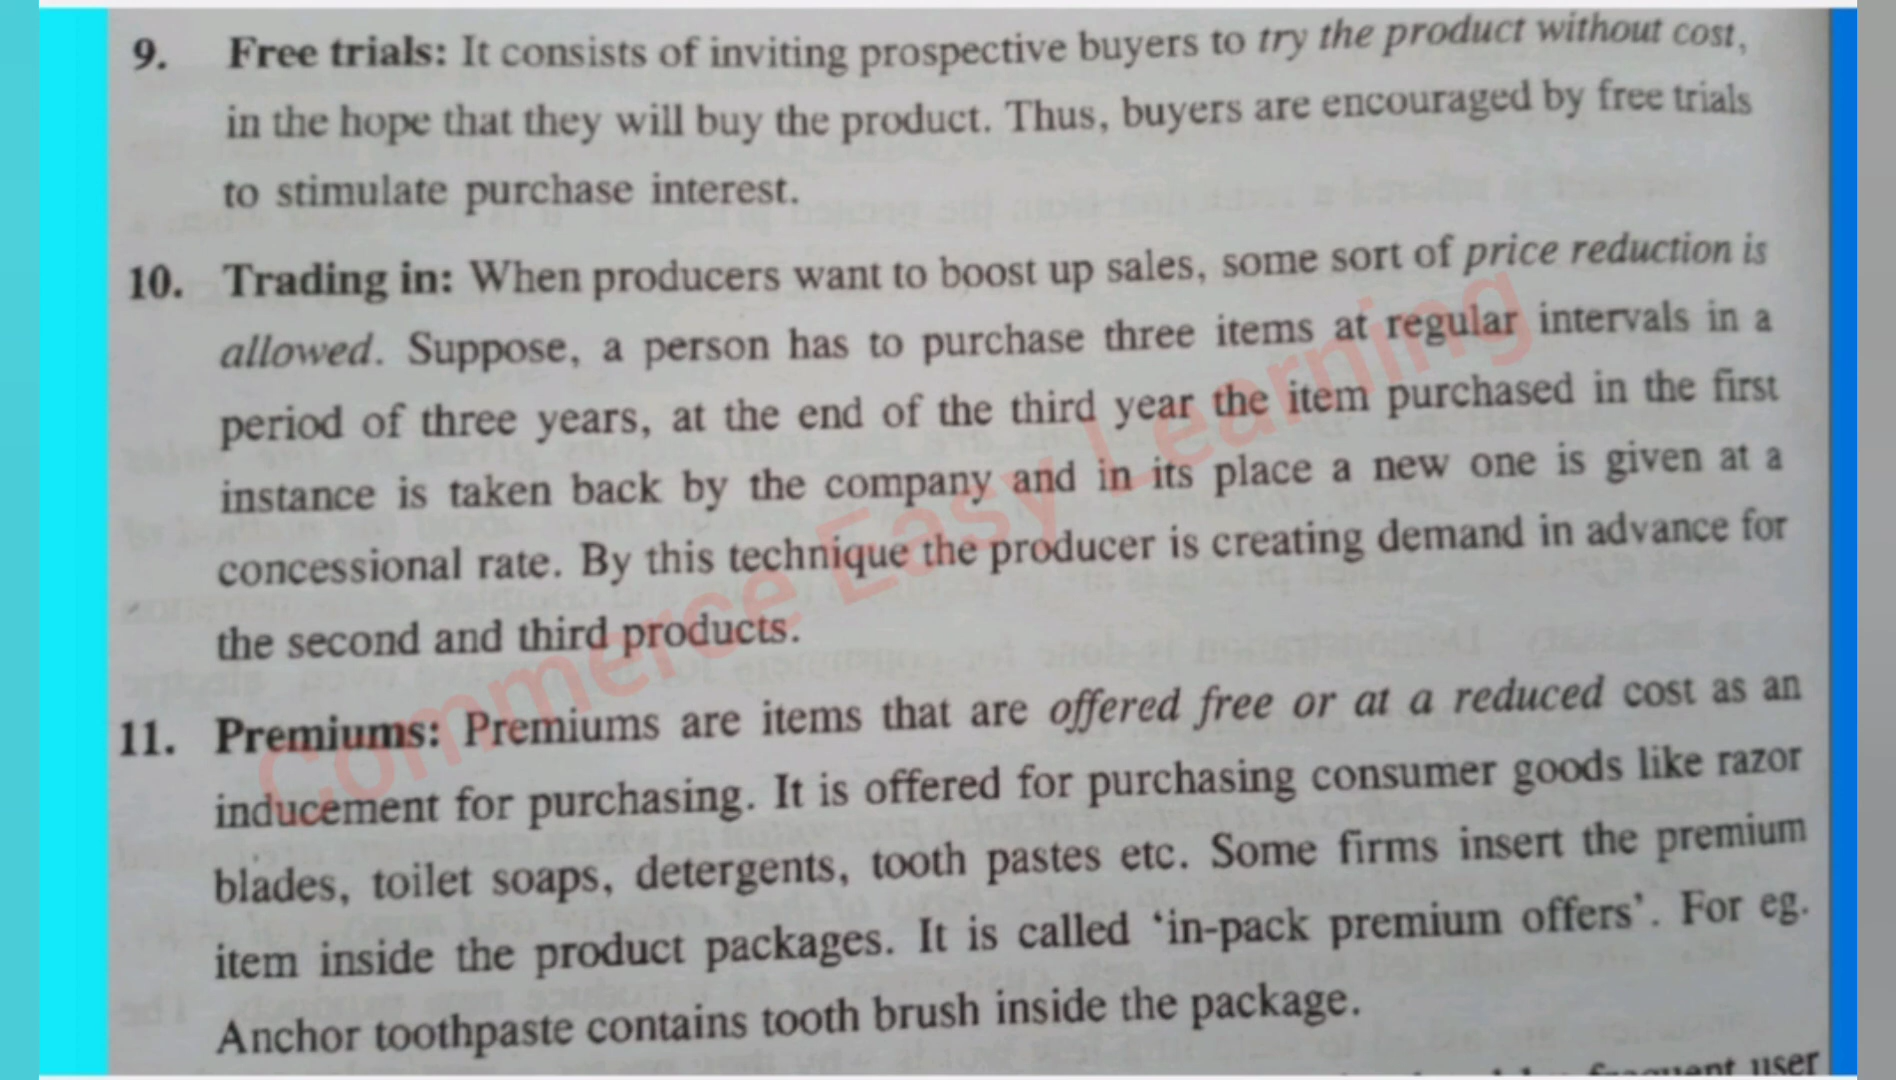 9. Free trials: It consists of inviting prospective buyers to try the product without cost,
in the hope that they will buy the product. Thus, buyers are encouraged by free trials
to stimulate purchase interest.
10. Trading in: When producers want to boost up sales, some sort of price reduction is
allowed. Suppose, a person has to purchase three items at regular intervals in a
period of three years, at the end of the third year the item purchased in the first
instance is taken back by the company and in its place a new one is given at a
concessional rate. By this technique the producer is creating demand in advance for
the second and third products.
Commerce Easy Learning
11. Premiums: Premiums are items that are offered free or at a reduced cost as an
inducement for purchasing. It is offered for purchasing consumer goods like razor
blades, toilet soaps, detergents, tooth pastes etc. Some firms insert the premium
item inside the product packages. It is called ‘in-pack premium offers’. For eg.
Anchor toothpaste contains tooth brush inside the package.
frequent user